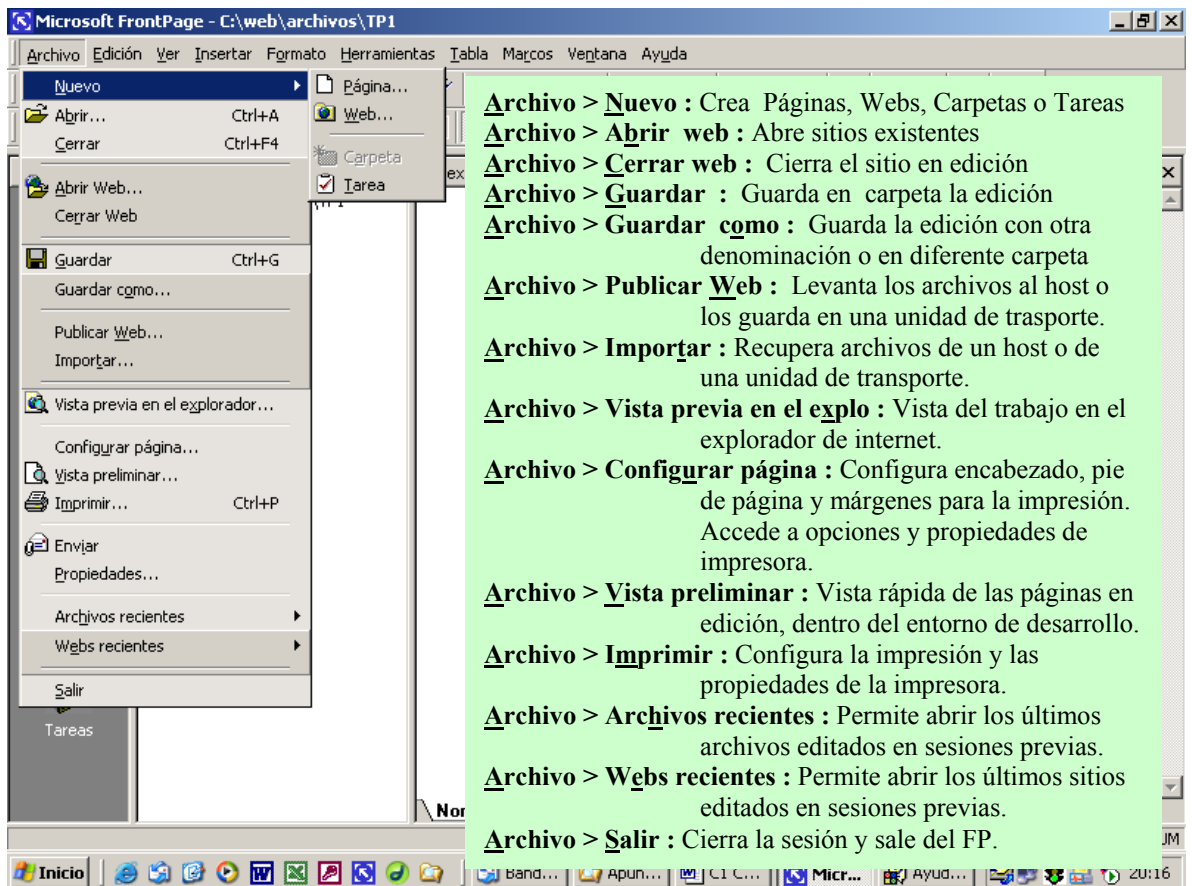 Microsoft FrontPage - C:\web\archivos\TP1
Archivo Edición Ver Insertar Formato Herramientas Tabla Marcos Ventana Ayuda
Nuevo
Abrir... Ctrl+A
Cerrar Ctrl+F4
Abrir Web...
Cerrar Web
Guardar Ctrl+G
Guardar como...
Publicar Web...
Importar...
Vista previa en el explorador...
Configurar página...
Vista preliminar...
Imprimir... Ctrl+P
Enviar
Propiedades...
Archivos recientes
Webs recientes
Salir
Página...
Web...
Carpeta
Tarea
Tareas
Archivo > Nuevo : Crea Páginas, Webs, Carpetas o Tareas
Archivo > Abrir web : Abre sitios existentes
Archivo > Cerrar web : Cierra el sitio en edición
Archivo > Guardar : Guarda en carpeta la edición
Archivo > Guardar como : Guarda la edición con otra
denominación o en diferente carpeta
Archivo > Publicar Web : Levanta los archivos al host o
los guarda en una unidad de trasporte.
Archivo > Importar : Recupera archivos de un host o de
una unidad de transporte.
Archivo > Vista previa en el explo : Vista del trabajo en el
explorador de internet.
Archivo > Configurar página : Configura encabezado, pie
de página y márgenes para la impresión.
Accede a opciones y propiedades de
impresora.
Archivo > Vista preliminar : Vista rápida de las páginas en
edición, dentro del entorno de desarrollo.
Archivo > Imprimir : Configura la impresión y las
propiedades de la impresora.
Archivo > Archivos recientes : Permite abrir los últimos
archivos editados en sesiones previas.
Archivo > Webs recientes : Permite abrir los últimos sitios
editados en sesiones previas.
Archivo > Salir : Cierra la sesión y sale del FP.
Inicio Band... Apun... C1 C... Micr... Ayud... 20:16